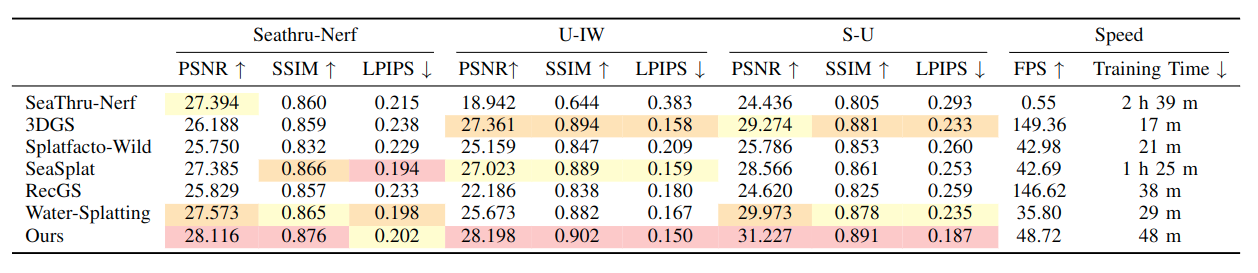 Seathru-Nerf U-IW S-U Speed
PSNR ↑ SSIM ↑ LPIPS ↓ PSNR↑ SSIM ↑ LPIPS ↓ PSNR ↑ SSIM ↑ LPIPS ↓ FPS ↑ Training Time ↓
SeaThru-Nerf 27.394 0.860 0.215 18.942 0.644 0.383 24.436 0.805 0.293 0.55 2 h 39 m
3DGS 26.188 0.859 0.238 27.361 0.894 0.158 29.274 0.881 0.233 149.36 17 m
Splatfacto-Wild 25.750 0.832 0.229 25.159 0.847 0.209 25.786 0.853 0.260 42.98 21 m
SeaSplat 27.385 0.866 0.194 27.023 0.889 0.159 28.566 0.861 0.253 42.69 1 h 25 m
RecGS 25.829 0.857 0.233 22.186 0.838 0.180 24.620 0.825 0.259 146.62 38 m
Water-Splatting 27.573 0.865 0.198 25.673 0.882 0.167 29.973 0.878 0.235 35.80 29 m
Ours 28.116 0.876 0.202 28.198 0.902 0.150 31.227 0.891 0.187 48.72 48 m